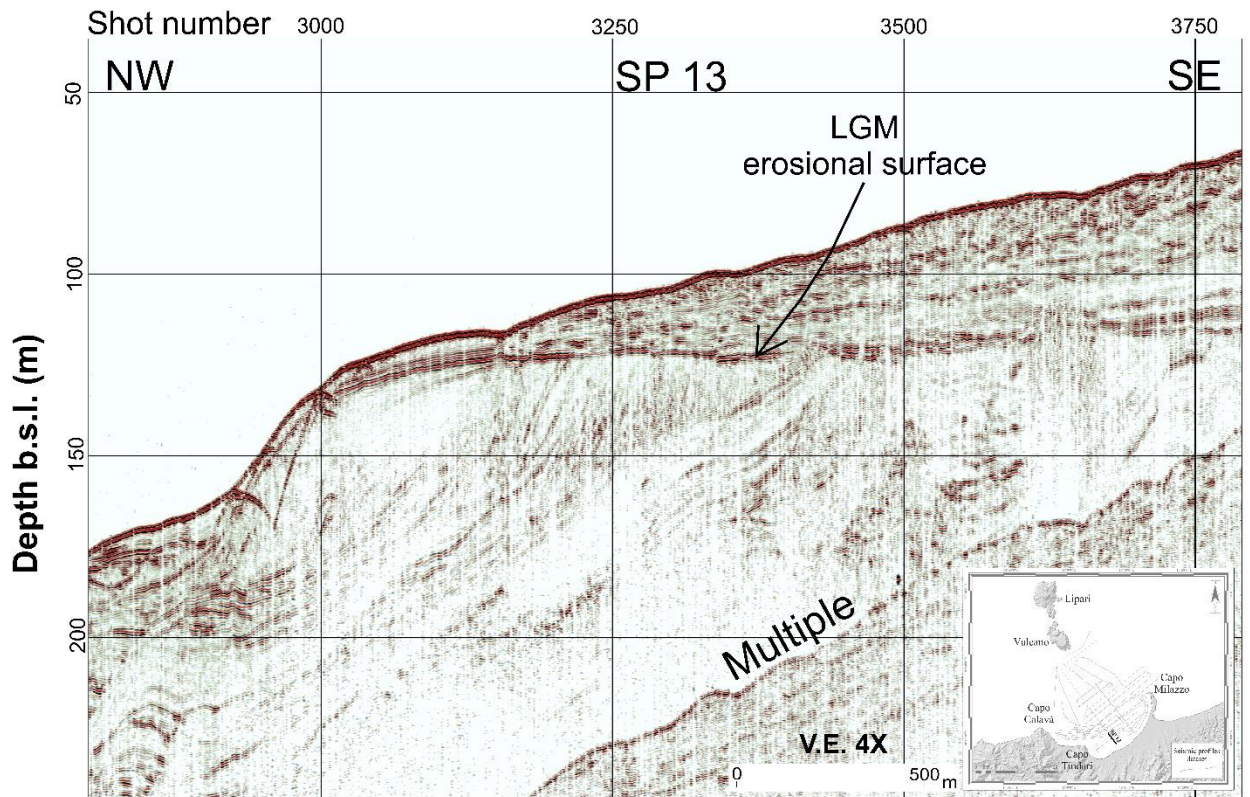 Shot number
3000
3250
3500
3750
NW
SP 13
SE
50
LGM
erosional surface
100
Depth b.s.l. (m)
150
200
Multiple
V.E. 4X
0
500
m
Lipari
Vulcano
Capo
Milazzo
Capo
Calavà
Capo
Tindari